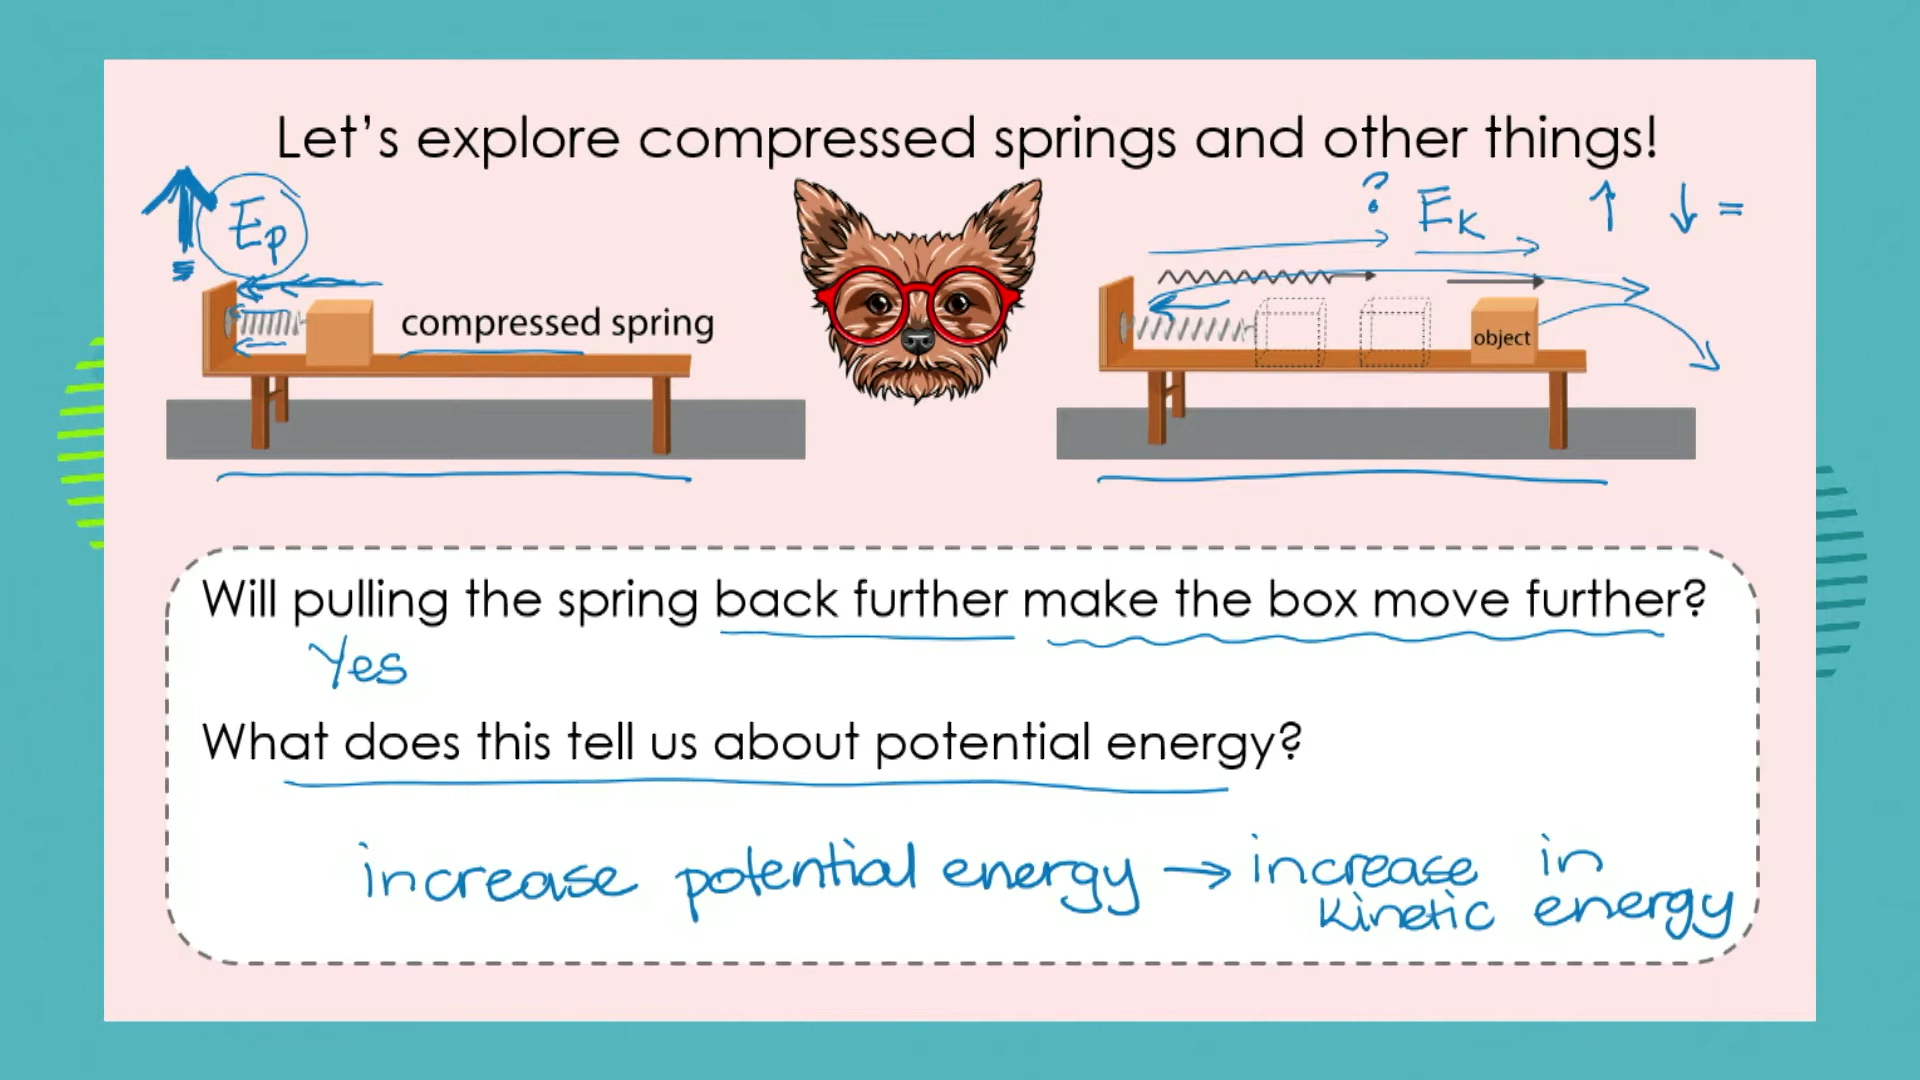 Let's explore compressed springs and other things!
Ep
? EK ↑ ↓ =
compressed spring
object
Will pulling the spring back further make the box move further?
Yes
What does this tell us about potential energy?
increase potential energy → increase in
kinetic energy